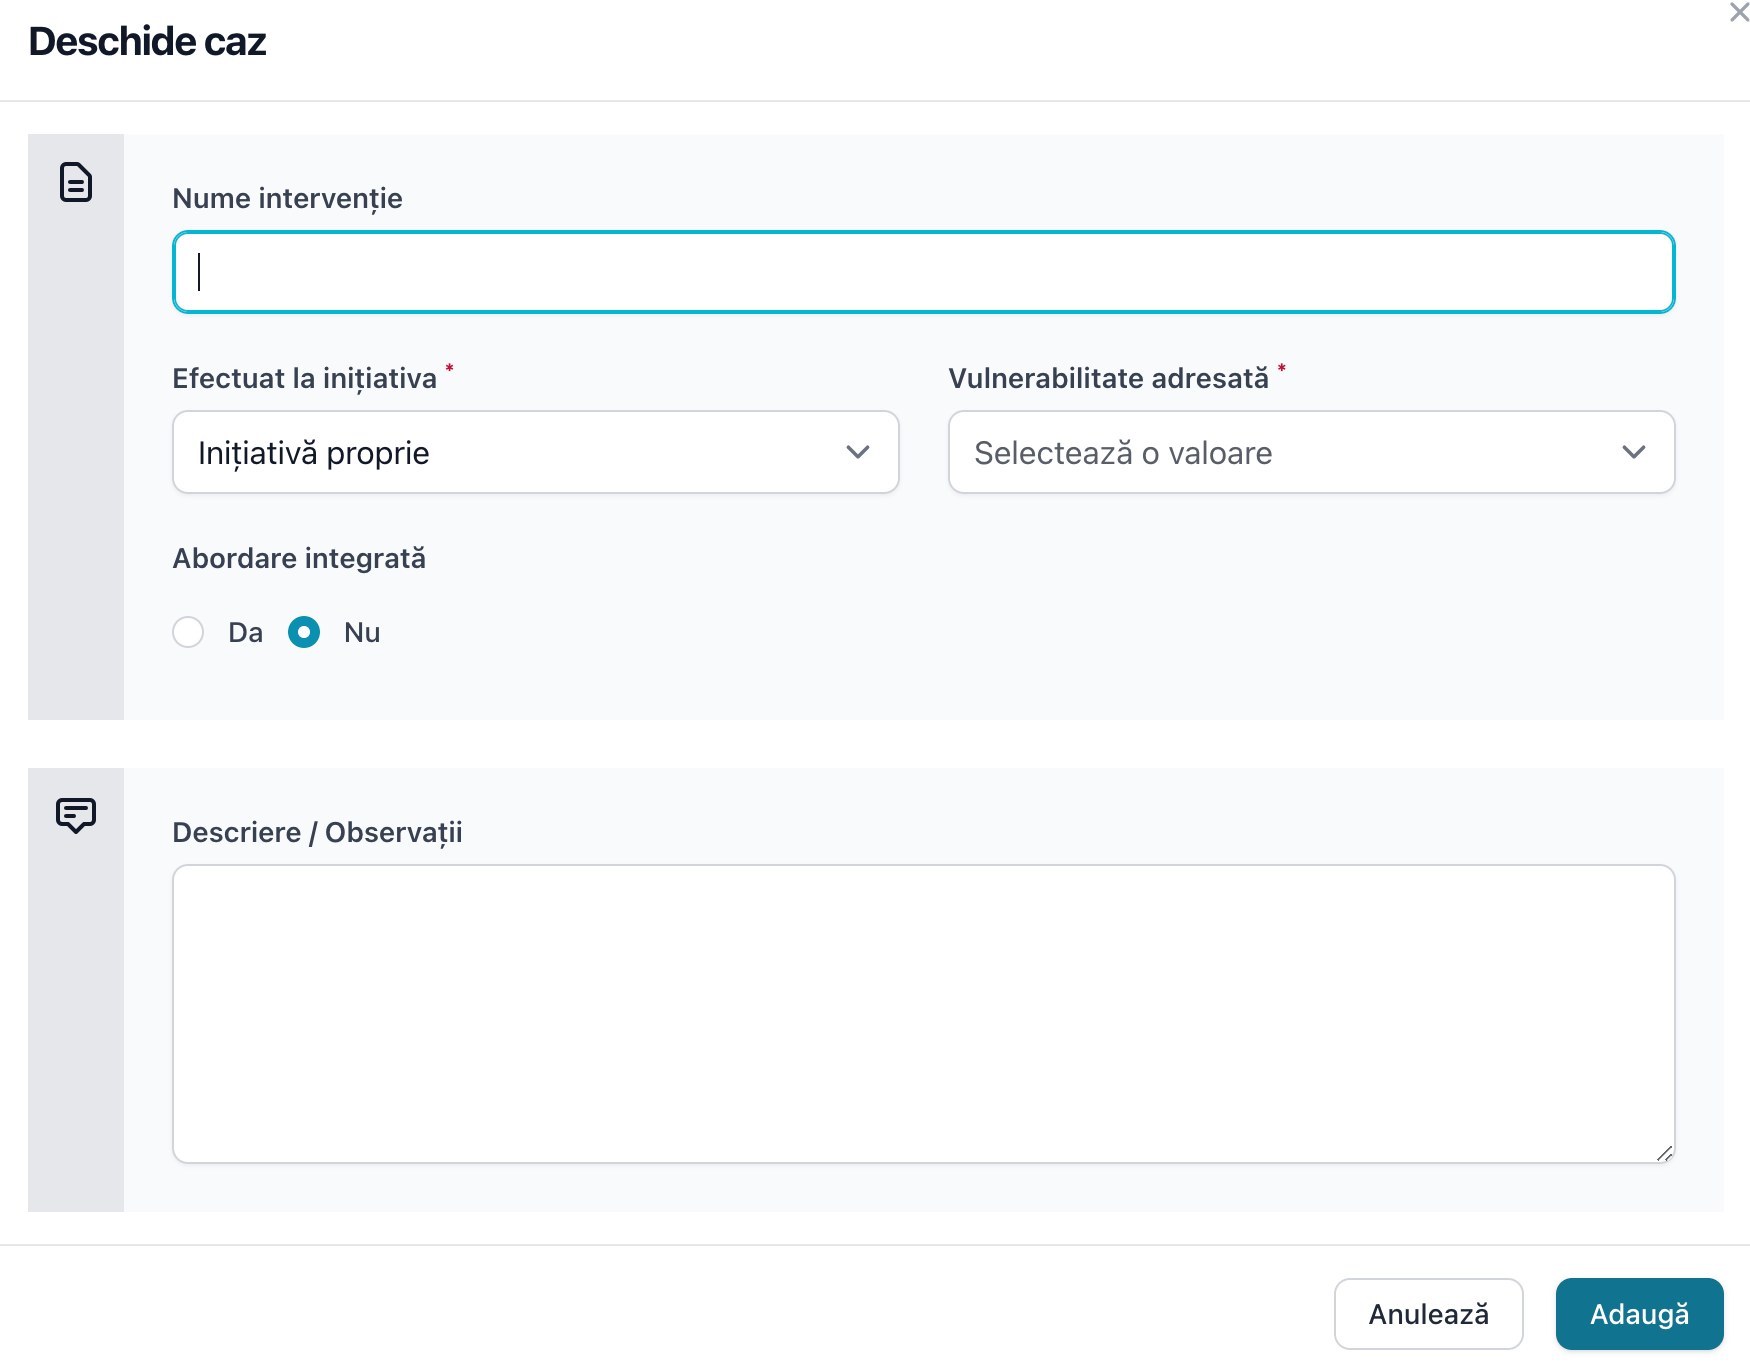 Deschide caz
Nume intervenție
Efectuat la inițiativa *
Vulnerabilitate adresată *
Inițiativă proprie
Selectează o valoare
Abordare integrată
Da
Nu
Descriere / Observații
Anulează
Adaugă